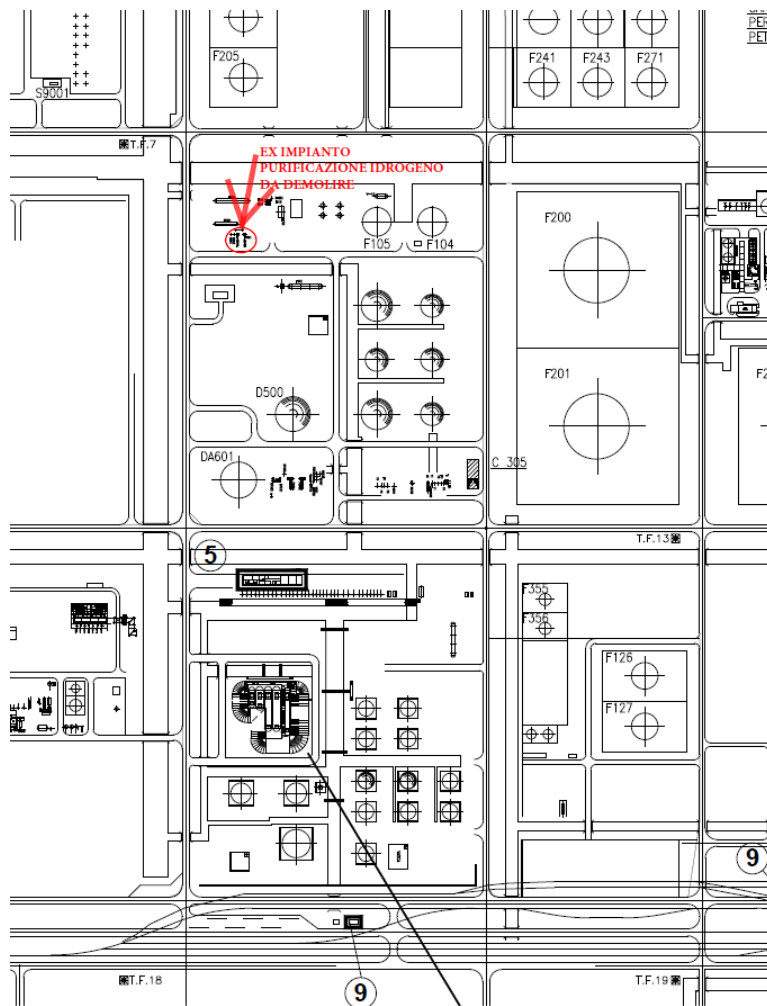 PER
PET
F205
F241
F243
F271
S9001
T.F.7
EX IMPIANTO
PURIFICAZIONE IDROGENO
DA DEMOLIRE
F105
F104
F200
F201
D500
DA601
C 305
T.F.13
5
F355
F356
F126
F127
9
9
T.F.18
T.F.19